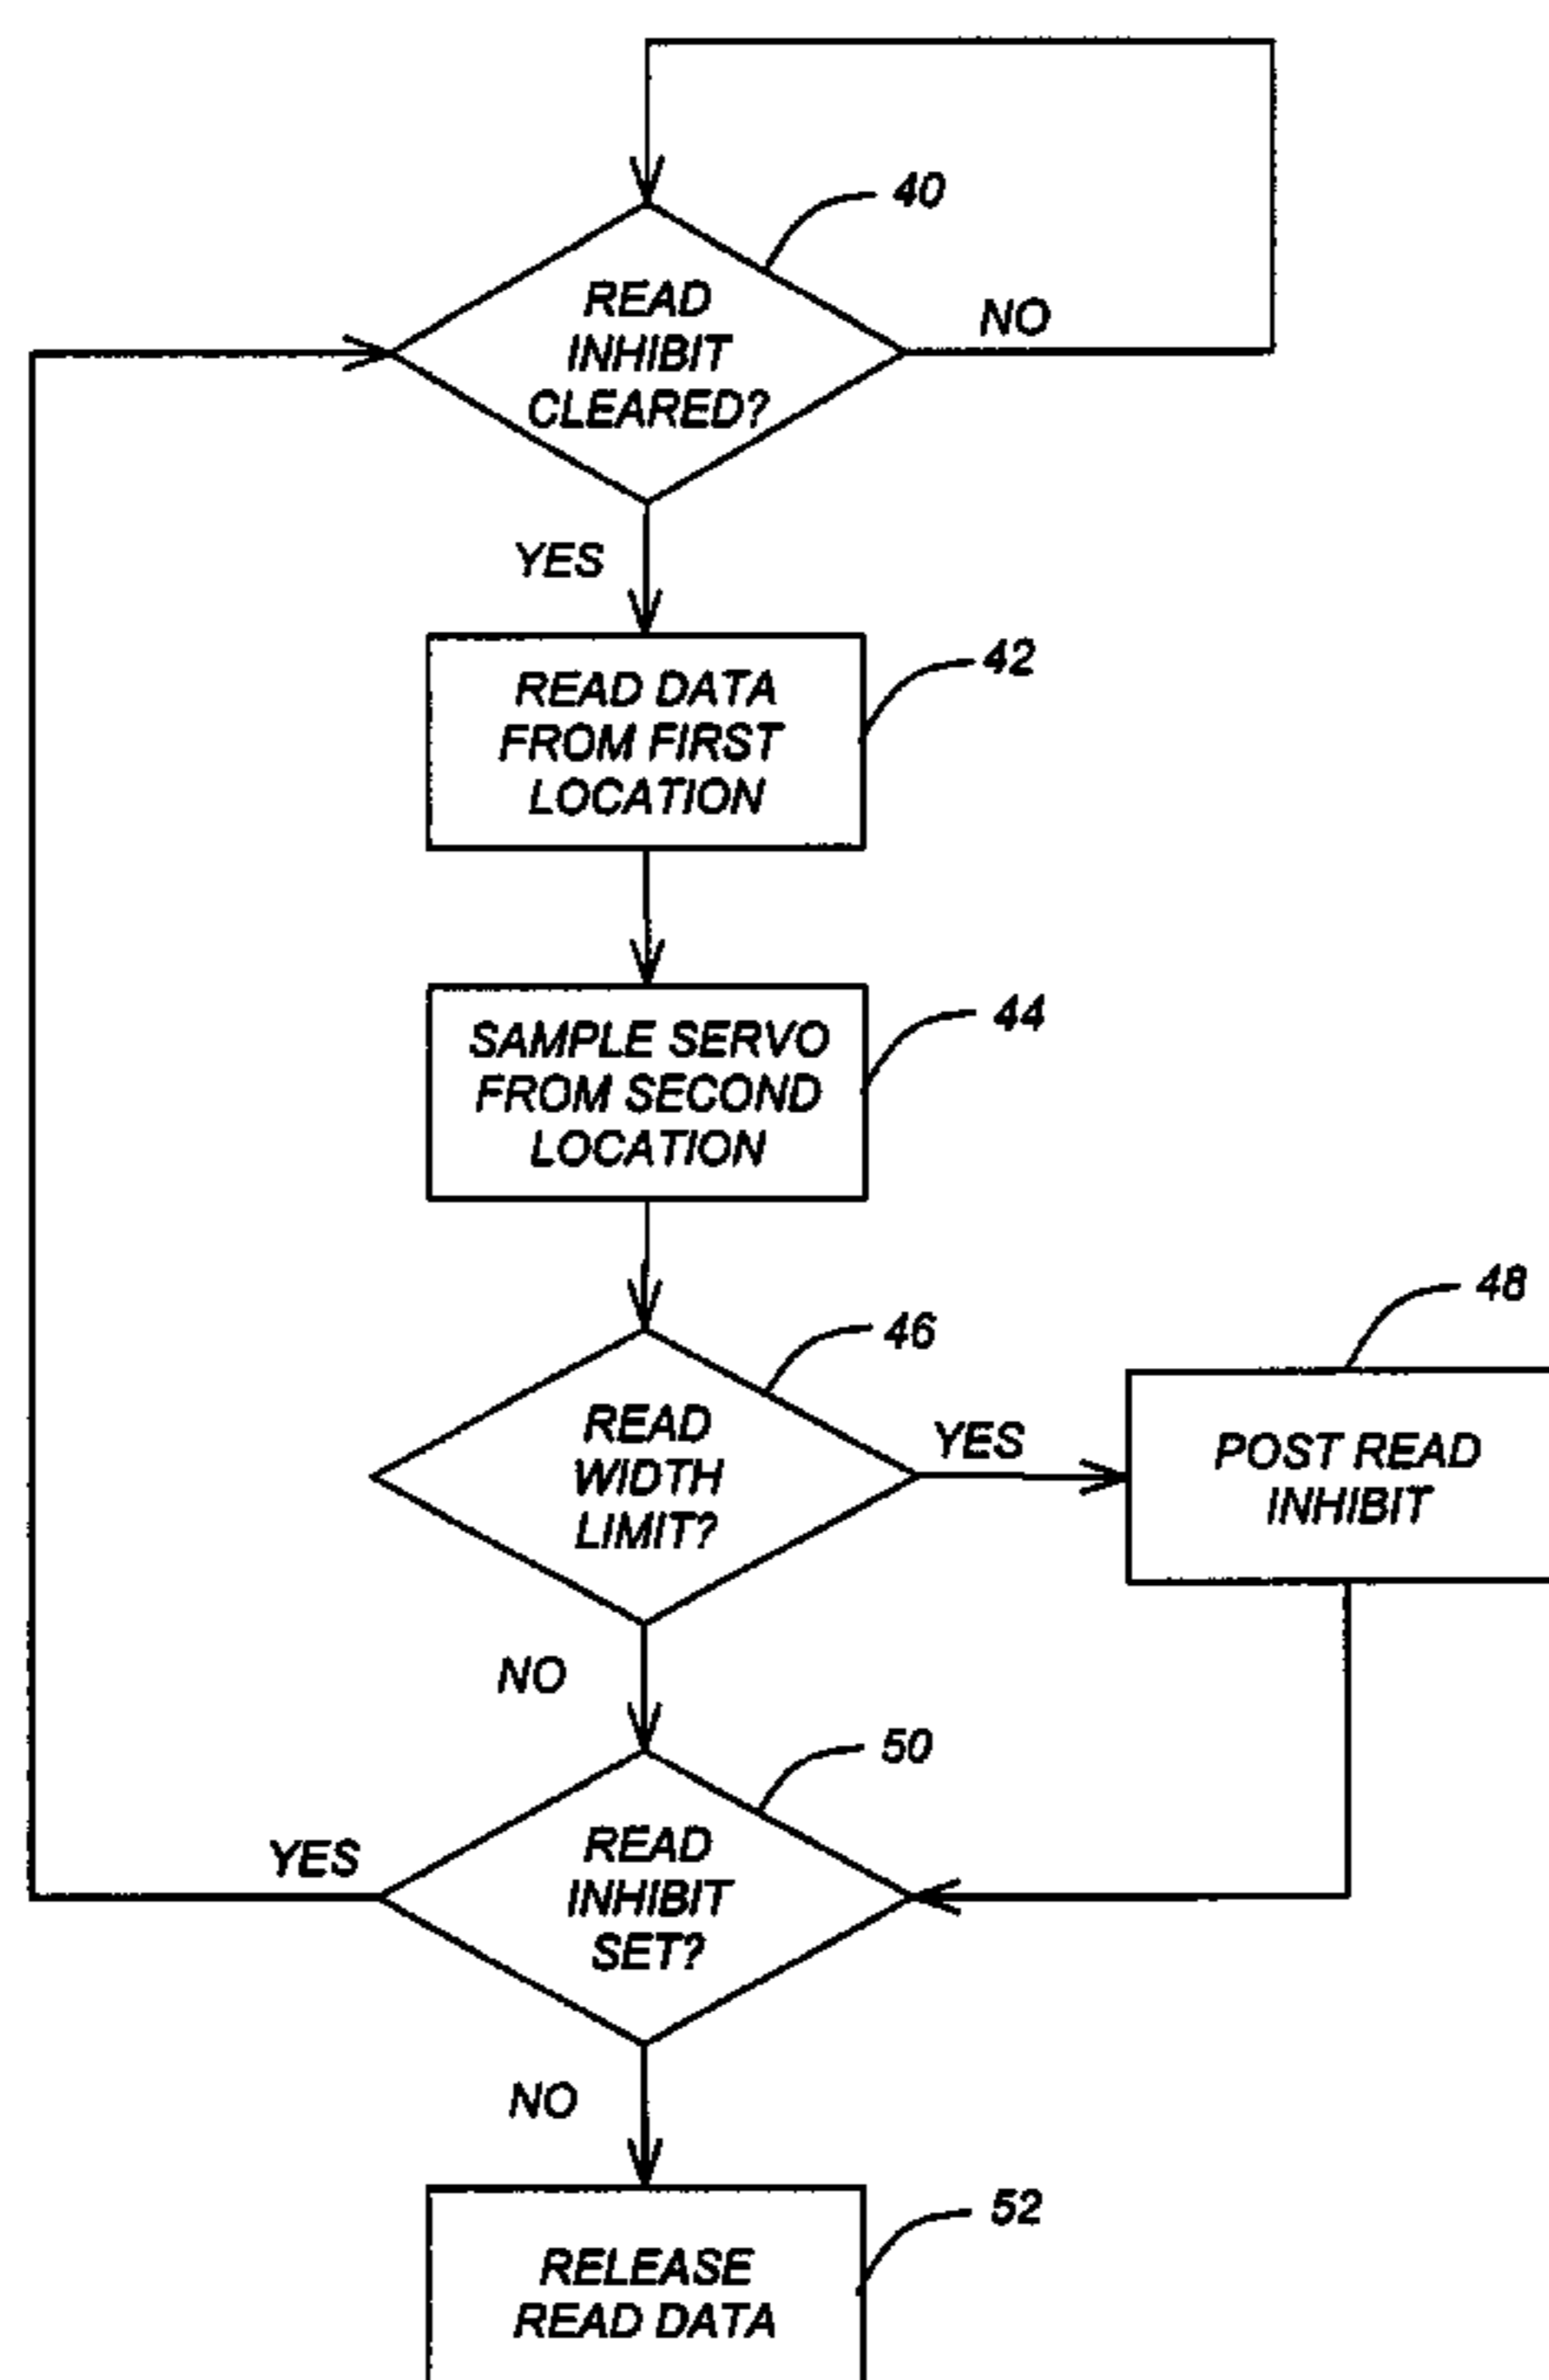 40
READ
INHIBIT
CLEARED?
NO
YES
42
READ DATA
FROM FIRST
LOCATION
44
SAMPLE SERVO
FROM SECOND
LOCATION
46
READ
WIDTH
LIMIT?
YES
48
POST READ
INHIBIT
NO
50
READ
INHIBIT
SET?
YES
NO
52
RELEASE
READ DATA